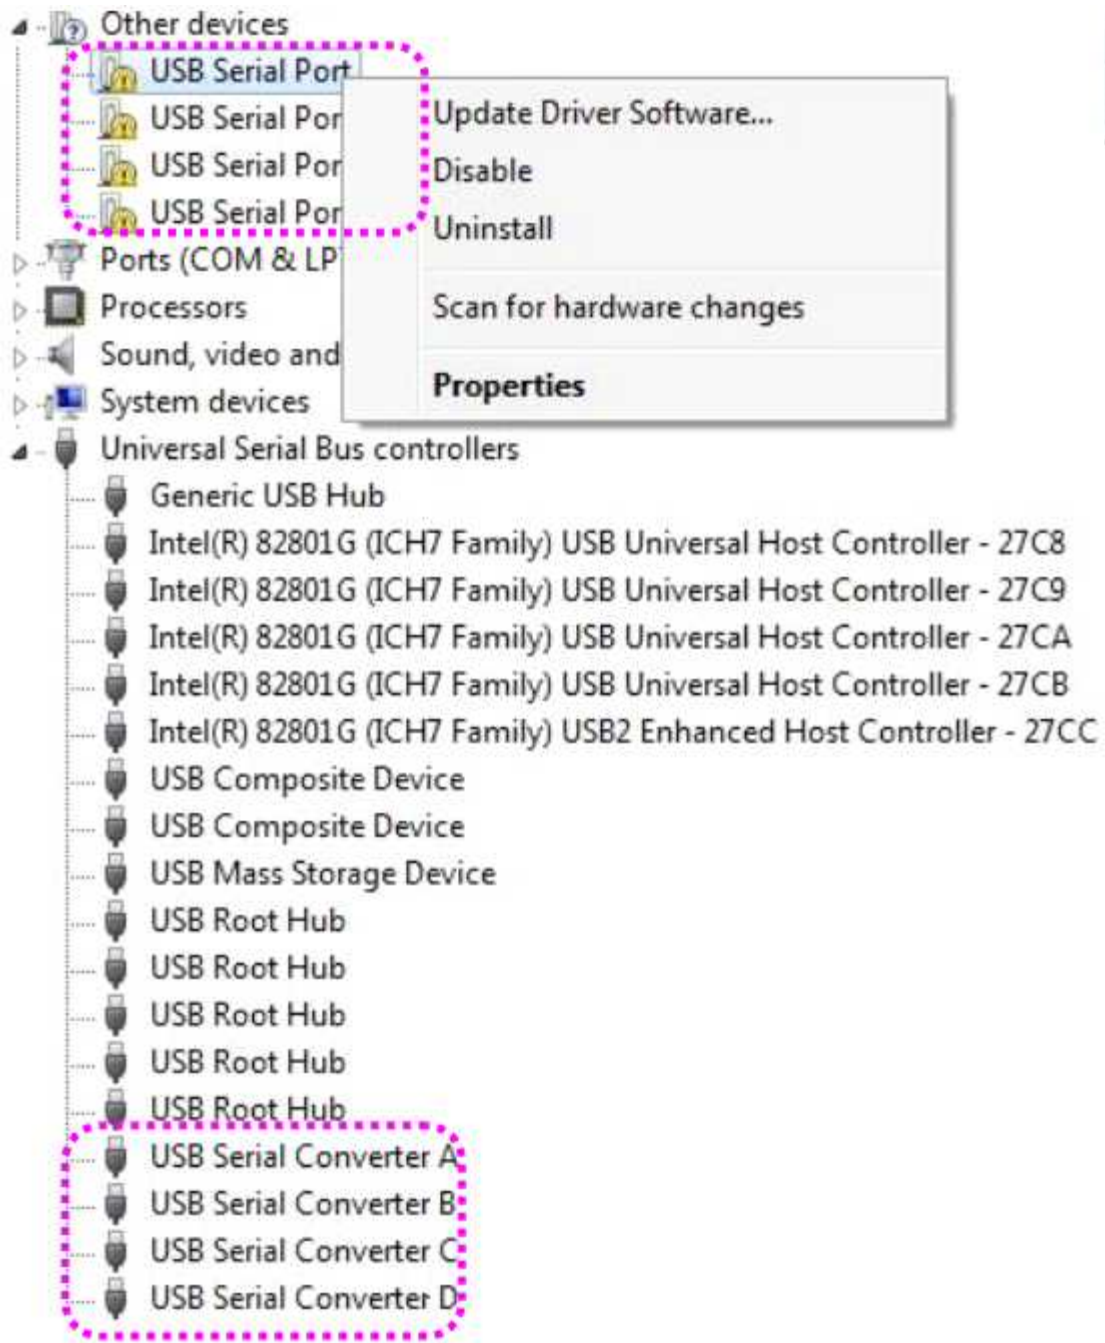 Other devices
USB Serial Port
USB Serial Por
USB Serial Por
USB Serial Por
Ports (COM & LP
Processors
Sound, video and
System devices
Update Driver Software...
Disable
Uninstall
Scan for hardware changes
Properties
Universal Serial Bus controllers
Generic USB Hub
Intel(R) 82801G (ICH7 Family) USB Universal Host Controller - 27C8
Intel(R) 82801G (ICH7 Family) USB Universal Host Controller - 27C9
Intel(R) 82801G (ICH7 Family) USB Universal Host Controller - 27CA
Intel(R) 82801G (ICH7 Family) USB Universal Host Controller - 27CB
Intel(R) 82801G (ICH7 Family) USB2 Enhanced Host Controller - 27CC
USB Composite Device
USB Composite Device
USB Mass Storage Device
USB Root Hub
USB Root Hub
USB Root Hub
USB Root Hub
USB Root Hub
USB Serial Converter A
USB Serial Converter B
USB Serial Converter C
USB Serial Converter D